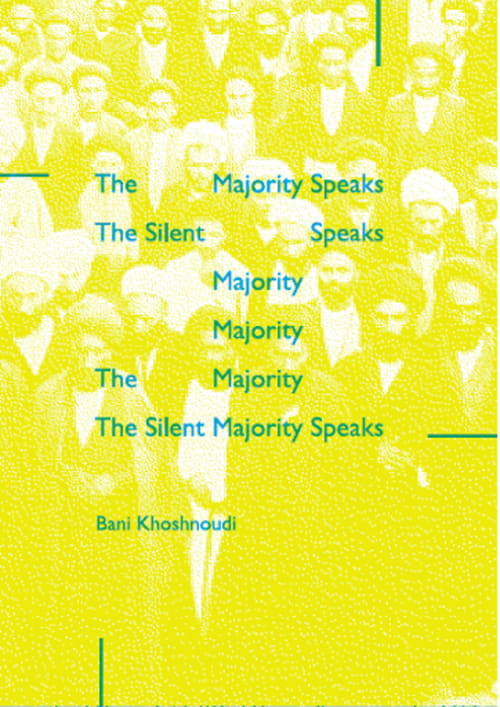 The Majority Speaks
The Silent Speaks
Majority
Majority
The Majority
The Silent Majority Speaks
Bani Khoshnoudi